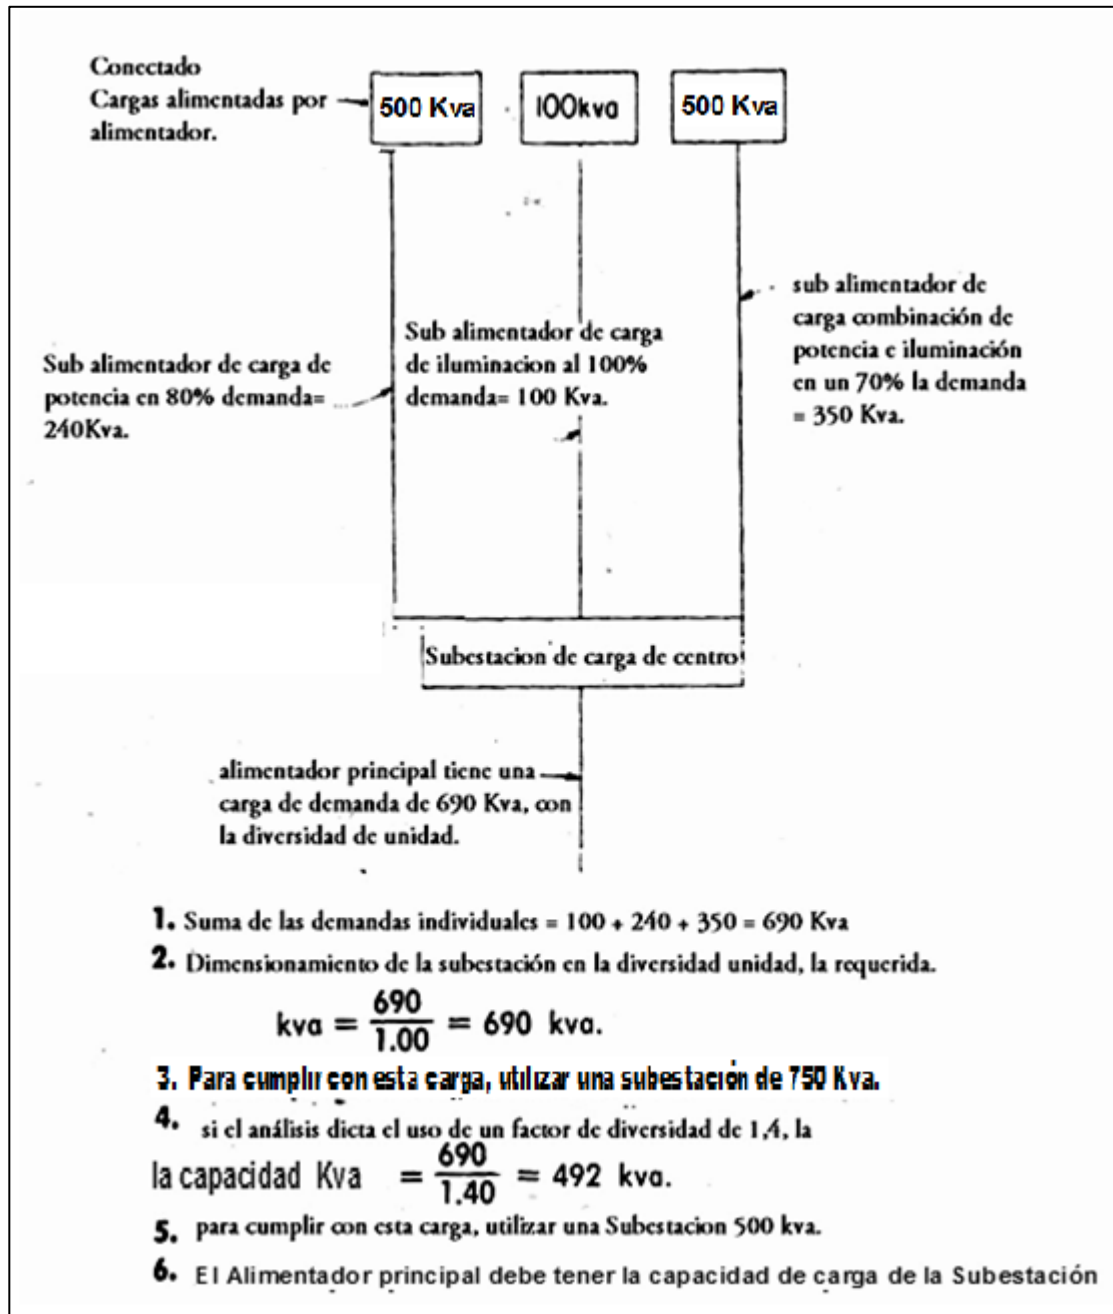 Conectado
Cargas alimentadas por
alimentador.
500 Kva
100kva
500 Kva
sub alimentador de
carga combinación de
potencia e iluminación
en un 70% la demanda
= 350 Kva.
Sub alimentador de carga
de iluminacion al 100%
demanda= 100 Kva.
Sub alimentador de carga de
potencia en 80% demanda=
240Kva.
Subestacion de carga de centro
alimentador principal tiene una
carga de demanda de 690 Kva, con
la diversidad de unidad.
1. Suma de las demandas individuales = 100 + 240 + 350 = 690 Kva
2. Dimensionamiento de la subestación en la diversidad unidad, la requerida.
kva = 690 / 1.00 = 690 kva.
3. Para cumplir con esta carga, utilizar una subestación de 750 Kva.
4. si el análisis dicta el uso de un factor de diversidad de 1,4, la
la capacidad Kva = 690 / 1.40 = 492 kva.
5. para cumplir con esta carga, utilizar una Subestacion 500 kva.
6. El Alimentador principal debe tener la capacidad de carga de la Subestación